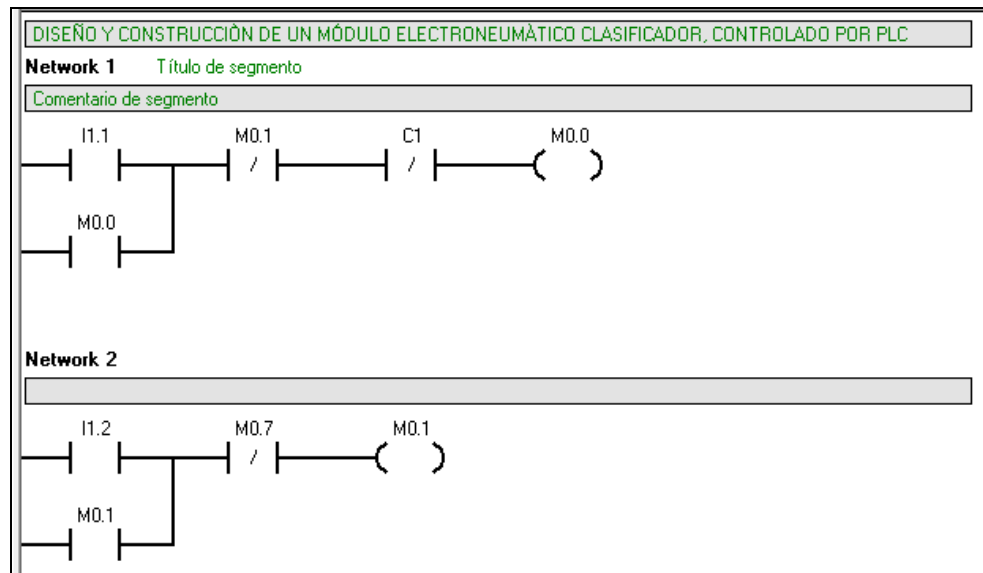 DISEÑO Y CONSTRUCCIÒN DE UN MÓDULO ELECTRONEUMÀTICO CLASIFICADOR, CONTROLADO POR PLC
Network 1 Título de segmento
Comentario de segmento
I1.1 M0.1 C1 M0.0
/ /
M0.0
Network 2
I1.2 M0.7 M0.1
/
M0.1